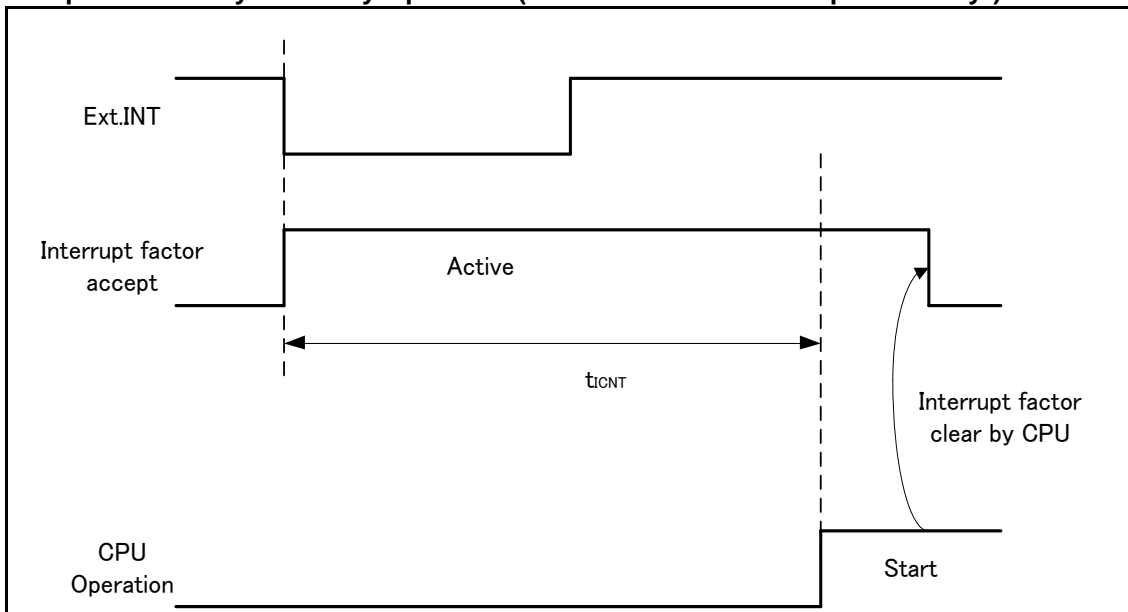 Ext.INT
Interrupt factor
accept
Active
tICNT
Interrupt factor
clear by CPU
CPU
Operation
Start